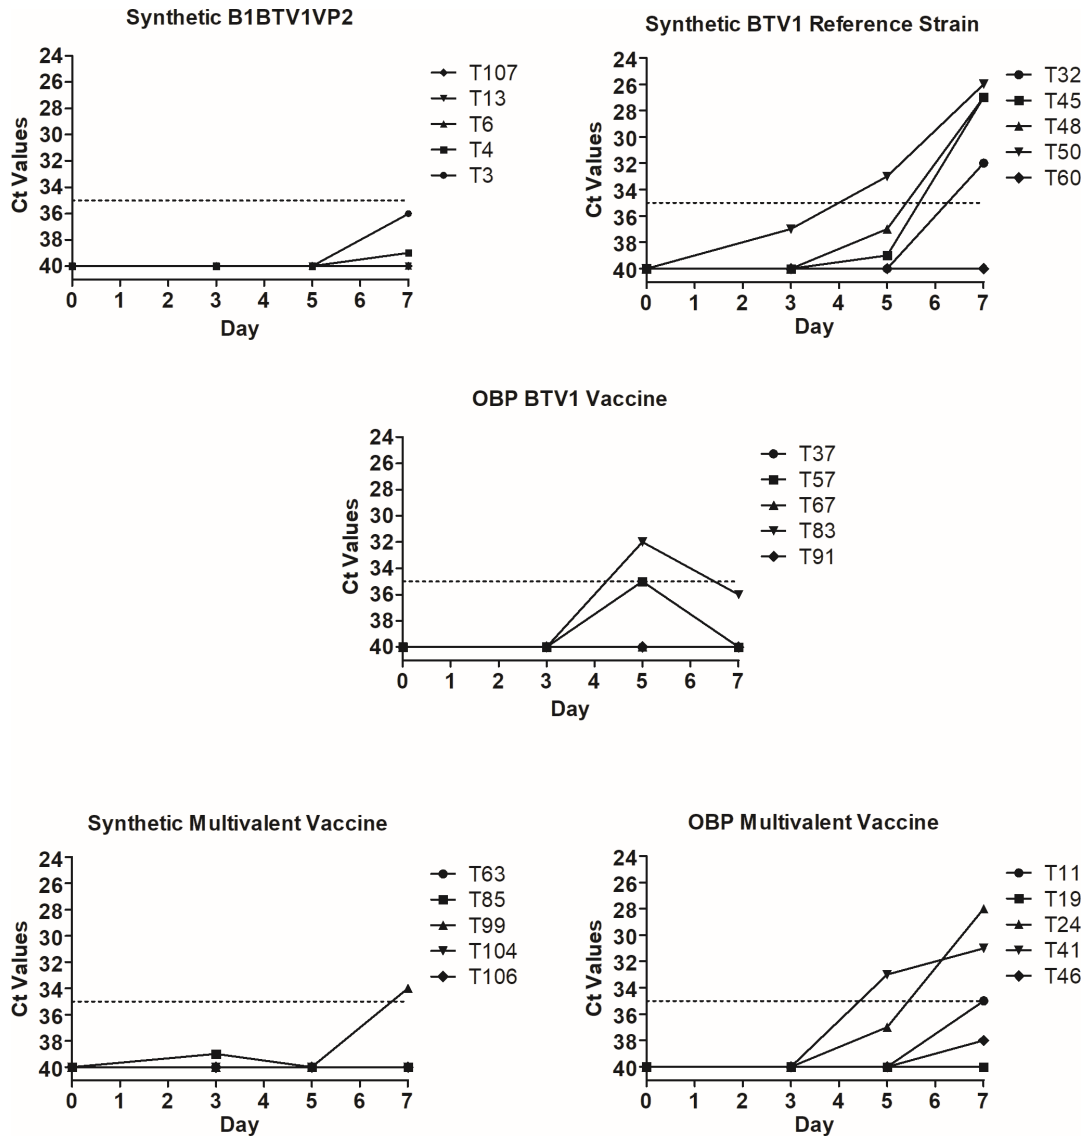 Synthetic B1BTV1VP2
24
26
28
30
32
34
36
38
40
Ct Values
0 1 2 3 4 5 6 7
Day
T107
T13
T6
T4
T3
Synthetic BTV1 Reference Strain
24
26
28
30
32
34
36
38
40
Ct Values
0 1 2 3 4 5 6 7
Day
T32
T45
T48
T50
T60
OBP BTV1 Vaccine
24
26
28
30
32
34
36
38
40
Ct Values
0 1 2 3 4 5 6 7
Day
T37
T57
T67
T83
T91
Synthetic Multivalent Vaccine
24
26
28
30
32
34
36
38
40
Ct Values
0 1 2 3 4 5 6 7
Day
T63
T85
T99
T104
T106
OBP Multivalent Vaccine
24
26
28
30
32
34
36
38
40
Ct Values
0 1 2 3 4 5 6 7
Day
T11
T19
T24
T41
T46